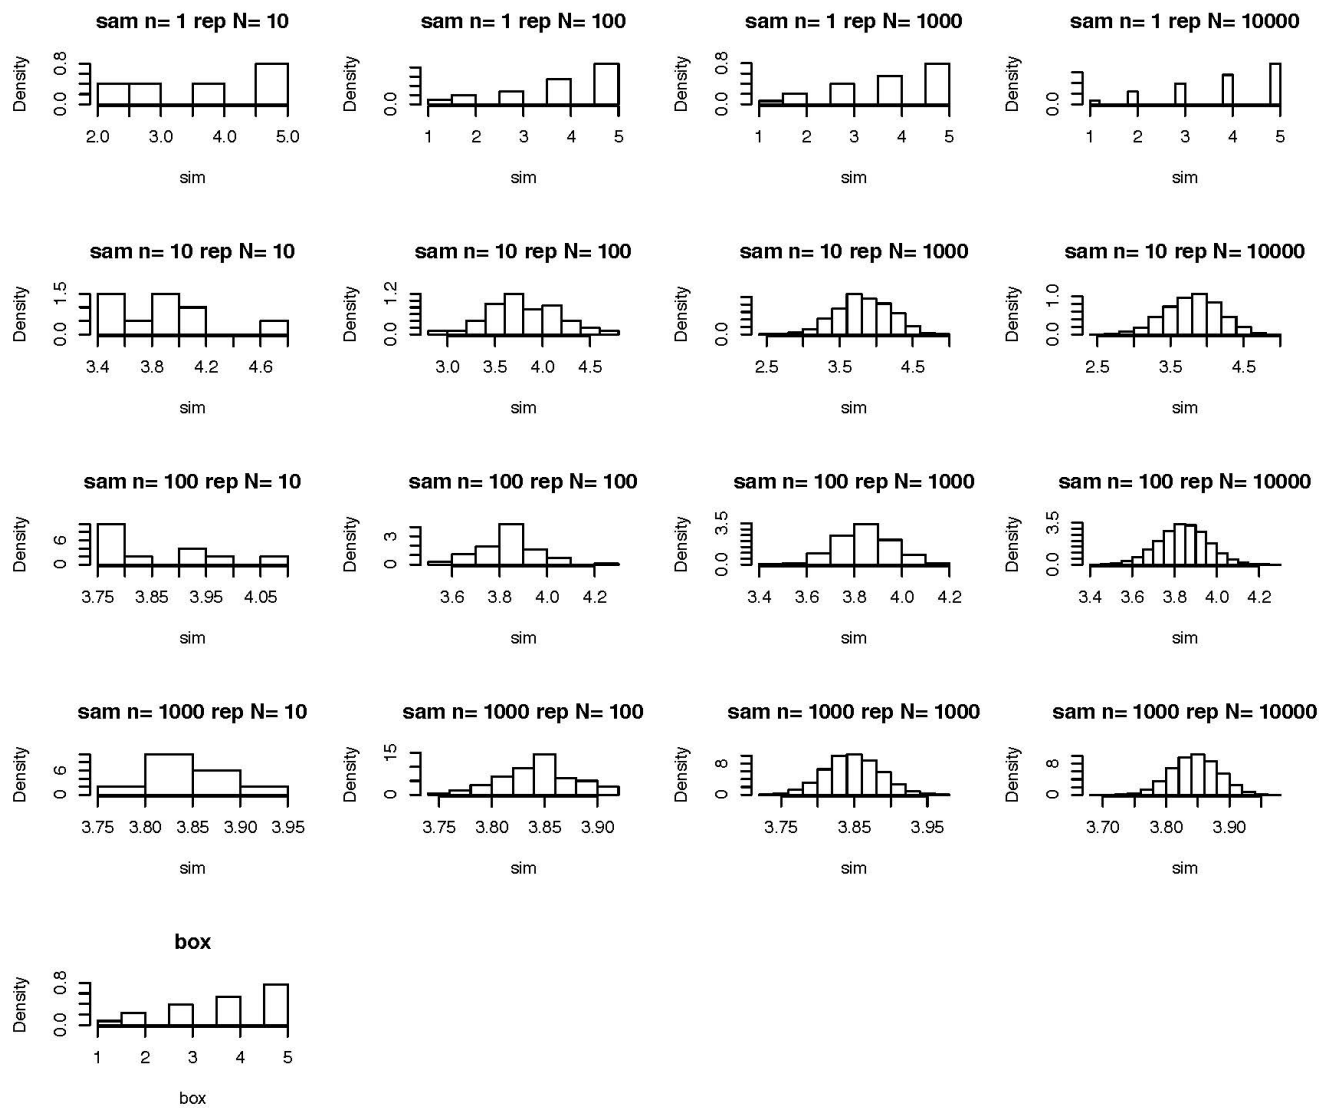 sam n= 1 rep N= 10
Density
0.0 0.8
2.0 3.0 4.0 5.0
sim
sam n= 1 rep N= 100
Density
0.0
1 2 3 4 5
sim
sam n= 1 rep N= 1000
Density
0.0 0.8
1 2 3 4 5
sim
sam n= 1 rep N= 10000
Density
0.0
1 2 3 4 5
sim
sam n= 10 rep N= 10
Density
0.0 1.5
3.4 3.8 4.2 4.6
sim
sam n= 10 rep N= 100
Density
0.0 1.2
3.0 3.5 4.0 4.5
sim
sam n= 10 rep N= 1000
Density
0.0
2.5 3.5 4.5
sim
sam n= 10 rep N= 10000
Density
0.0 1.0
2.5 3.5 4.5
sim
sam n= 100 rep N= 10
Density
0 6
3.75 3.85 3.95 4.05
sim
sam n= 100 rep N= 100
Density
0 3
3.6 3.8 4.0 4.2
sim
sam n= 100 rep N= 1000
Density
0.0 3.5
3.4 3.6 3.8 4.0 4.2
sim
sam n= 100 rep N= 10000
Density
0.0 3.5
3.4 3.6 3.8 4.0 4.2
sim
sam n= 1000 rep N= 10
Density
0 6
3.75 3.80 3.85 3.90 3.95
sim
sam n= 1000 rep N= 100
Density
0 15
3.75 3.80 3.85 3.90
sim
sam n= 1000 rep N= 1000
Density
0 8
3.75 3.85 3.95
sim
sam n= 1000 rep N= 10000
Density
0 8
3.70 3.80 3.90
sim
box
Density
0.0 0.8
1 2 3 4 5
box